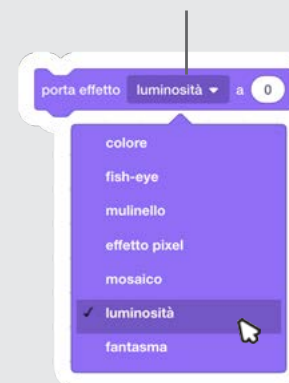 porta effetto luminosità a 0
colore
fish-eye
mulinello
effetto pixel
mosaico
luminosità
fantasma